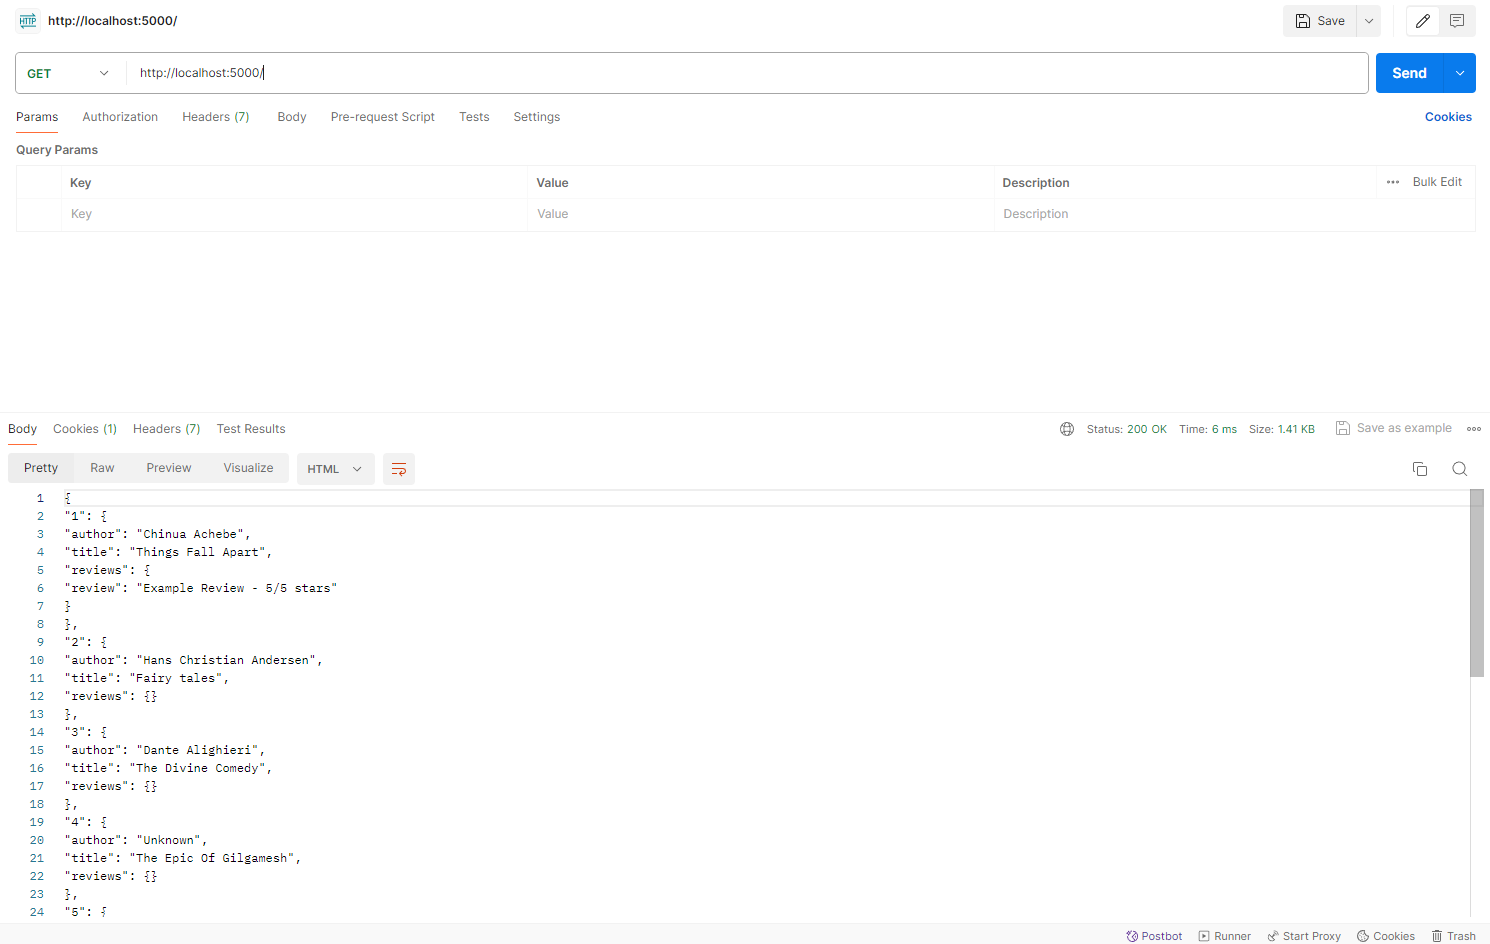 HTTP http://localhost:5000/ Save
GET http://localhost:5000/ Send
Params Authorization Headers (7) Body Pre-request Script Tests Settings Cookies
Query Params
Key Value Description ••• Bulk Edit
Key Value Description
Body Cookies (1) Headers (7) Test Results Status: 200 OK Time: 6 ms Size: 1.41 KB Save as example
Pretty Raw Preview Visualize HTML
1 {
2 "1": {
3 "author": "Chinua Achebe",
4 "title": "Things Fall Apart",
5 "reviews": {
6 "review": "Example Review - 5/5 stars"
7 }
8 },
9 "2": {
10 "author": "Hans Christian Andersen",
11 "title": "Fairy tales",
12 "reviews": {}
13 },
14 "3": {
15 "author": "Dante Alighieri",
16 "title": "The Divine Comedy",
17 "reviews": {}
18 },
19 "4": {
20 "author": "Unknown",
21 "title": "The Epic Of Gilgamesh",
22 "reviews": {}
23 },
24 "5": {
Postbot Runner Start Proxy Cookies Trash